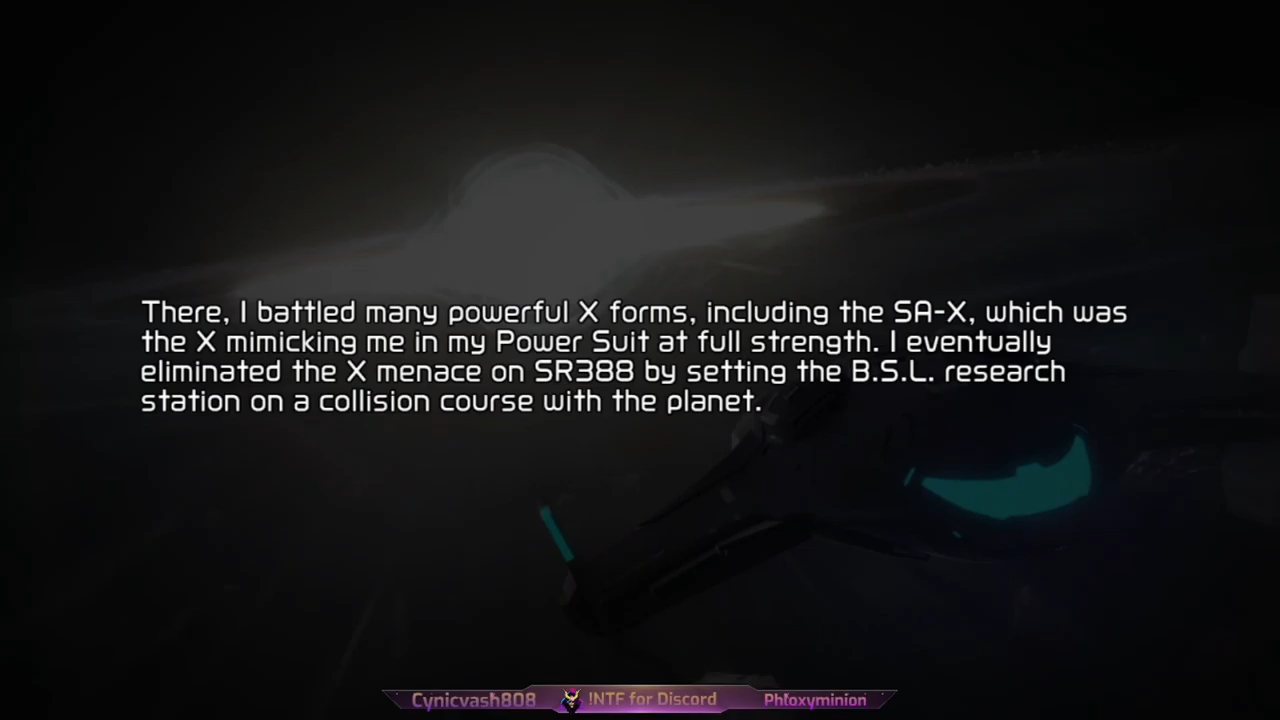 There, I battled many powerful X forms, including the SA-X, which was
the X mimicking me in my Power Suit at full strength. I eventually
eliminated the X menace on SR388 by setting the B.S.L. research
station on a collision course with the planet.
Cynicvash808 !NTF for Discord Phloxyminion